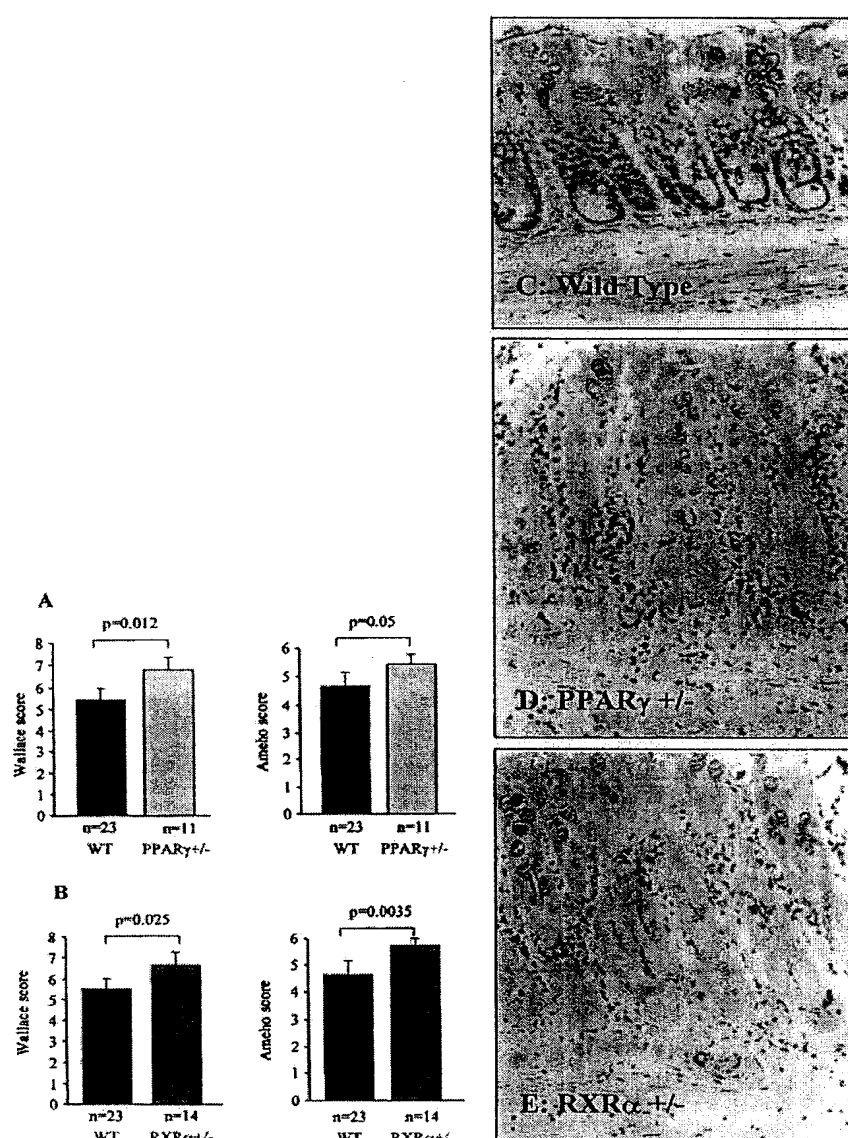 C: Wild Type
D: PPARγ +/-
E: RXRα +/-
A
p=0.012
Wallace score
8
7
6
5
4
3
2
1
0
n=23 n=11
WT PPARγ+/-
p=0.05
Ameho score
6
5
4
3
2
1
0
n=23 n=11
WT PPARγ+/-
B
p=0.025
Wallace score
8
7
6
5
4
3
2
1
0
n=23 n=14
WT RXRα+/-
p=0.0035
Ameho score
6
5
4
3
2
1
0
n=23 n=14
WT RXRα+/-